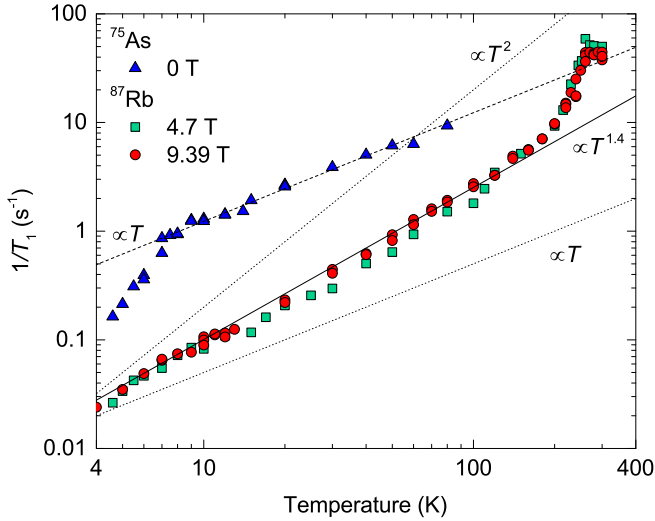 100
10
1
0.1
0.01
1/T₁ (s⁻¹)
⁷⁵As
0 T
⁸⁷Rb
4.7 T
9.39 T
∝T²
∝T¹·⁴
∝T
∝T
4
10
100
400
Temperature (K)